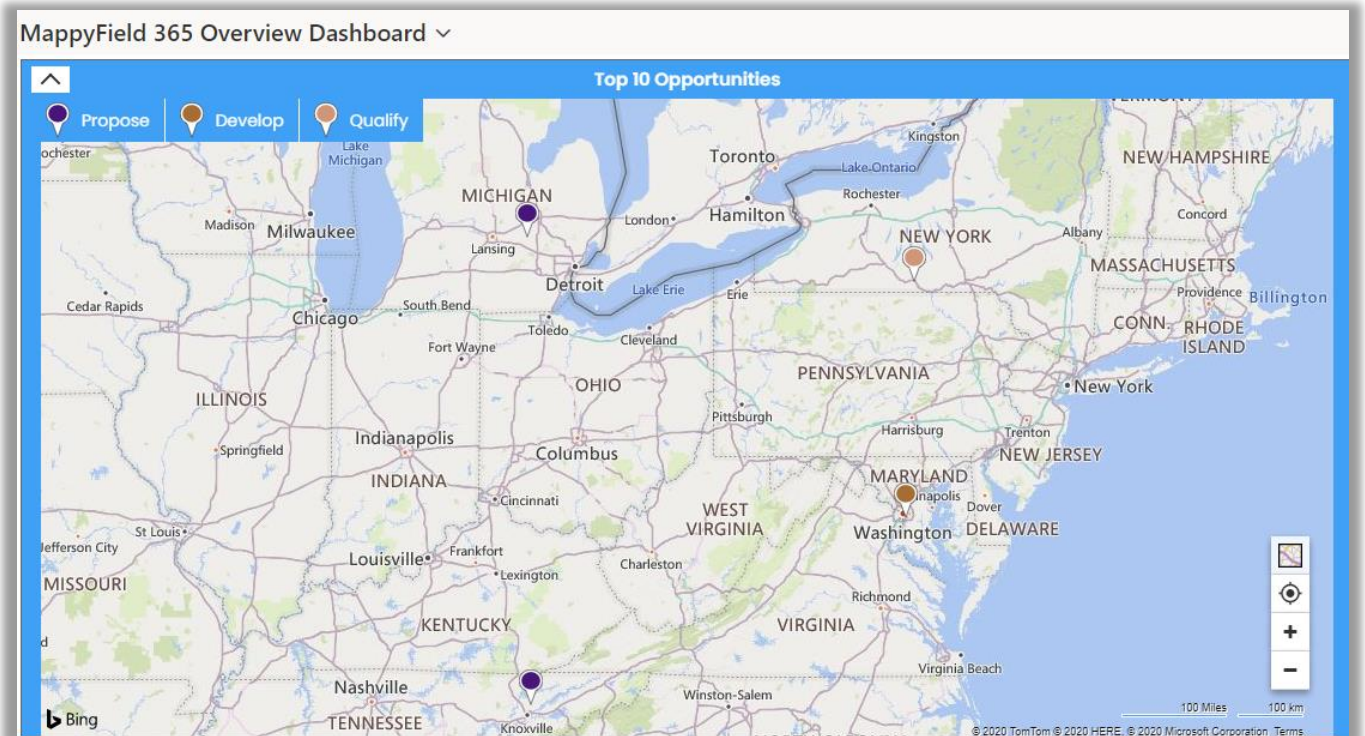 MappyField 365 Overview Dashboard
Top 10 Opportunities
Propose Develop Qualify
Kingston
ochester
Lake
Michigan
Toronto
Lake Ontario
NEW HAMPSHIRE
MICHIGAN
Rochester
Madison
Milwaukee
London
Hamilton
Concord
Lansing
NEW YORK
Albany
Detroit
MASSACHUSETTS
Cedar Rapids
South Bend
Lake Erie
Erie
Providence
Billington
Chicago
Toledo
CONN.
RHODE
ISLAND
Fort Wayne
Cleveland
OHIO
PENNSYLVANIA
New York
ILLINOIS
Pittsburgh
Harrisburg
Trenton
Springfield
Indianapolis
Columbus
NEW JERSEY
INDIANA
MARYLAND
Cincinnati
WEST
VIRGINIA
napolis
Dover
St Louis
Washington
DELAWARE
Jefferson City
Louisville
Frankfort
Lexington
Charleston
MISSOURI
Richmond
KENTUCKY
VIRGINIA
d
Virginia Beach
Nashville
Winston-Salem
Bing
TENNESSEE
Knoxville
100 Miles 100 km
© 2020 TomTom © 2020 HERE, © 2020 Microsoft Corporation Terms